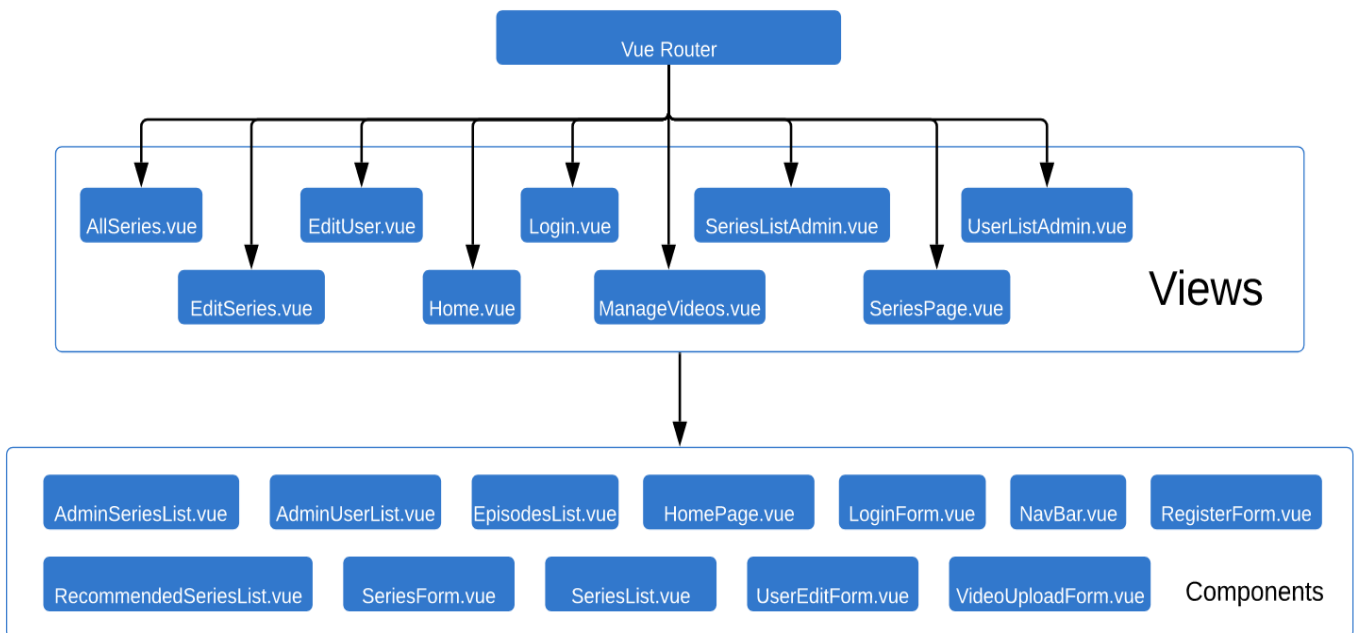 Vue Router
AllSeries.vue
EditUser.vue
Login.vue
SeriesListAdmin.vue
UserListAdmin.vue
EditSeries.vue
Home.vue
ManageVideos.vue
SeriesPage.vue
Views
AdminSeriesList.vue
AdminUserList.vue
EpisodesList.vue
HomePage.vue
LoginForm.vue
NavBar.vue
RegisterForm.vue
RecommendedSeriesList.vue
SeriesForm.vue
SeriesList.vue
UserEditForm.vue
VideoUploadForm.vue
Components